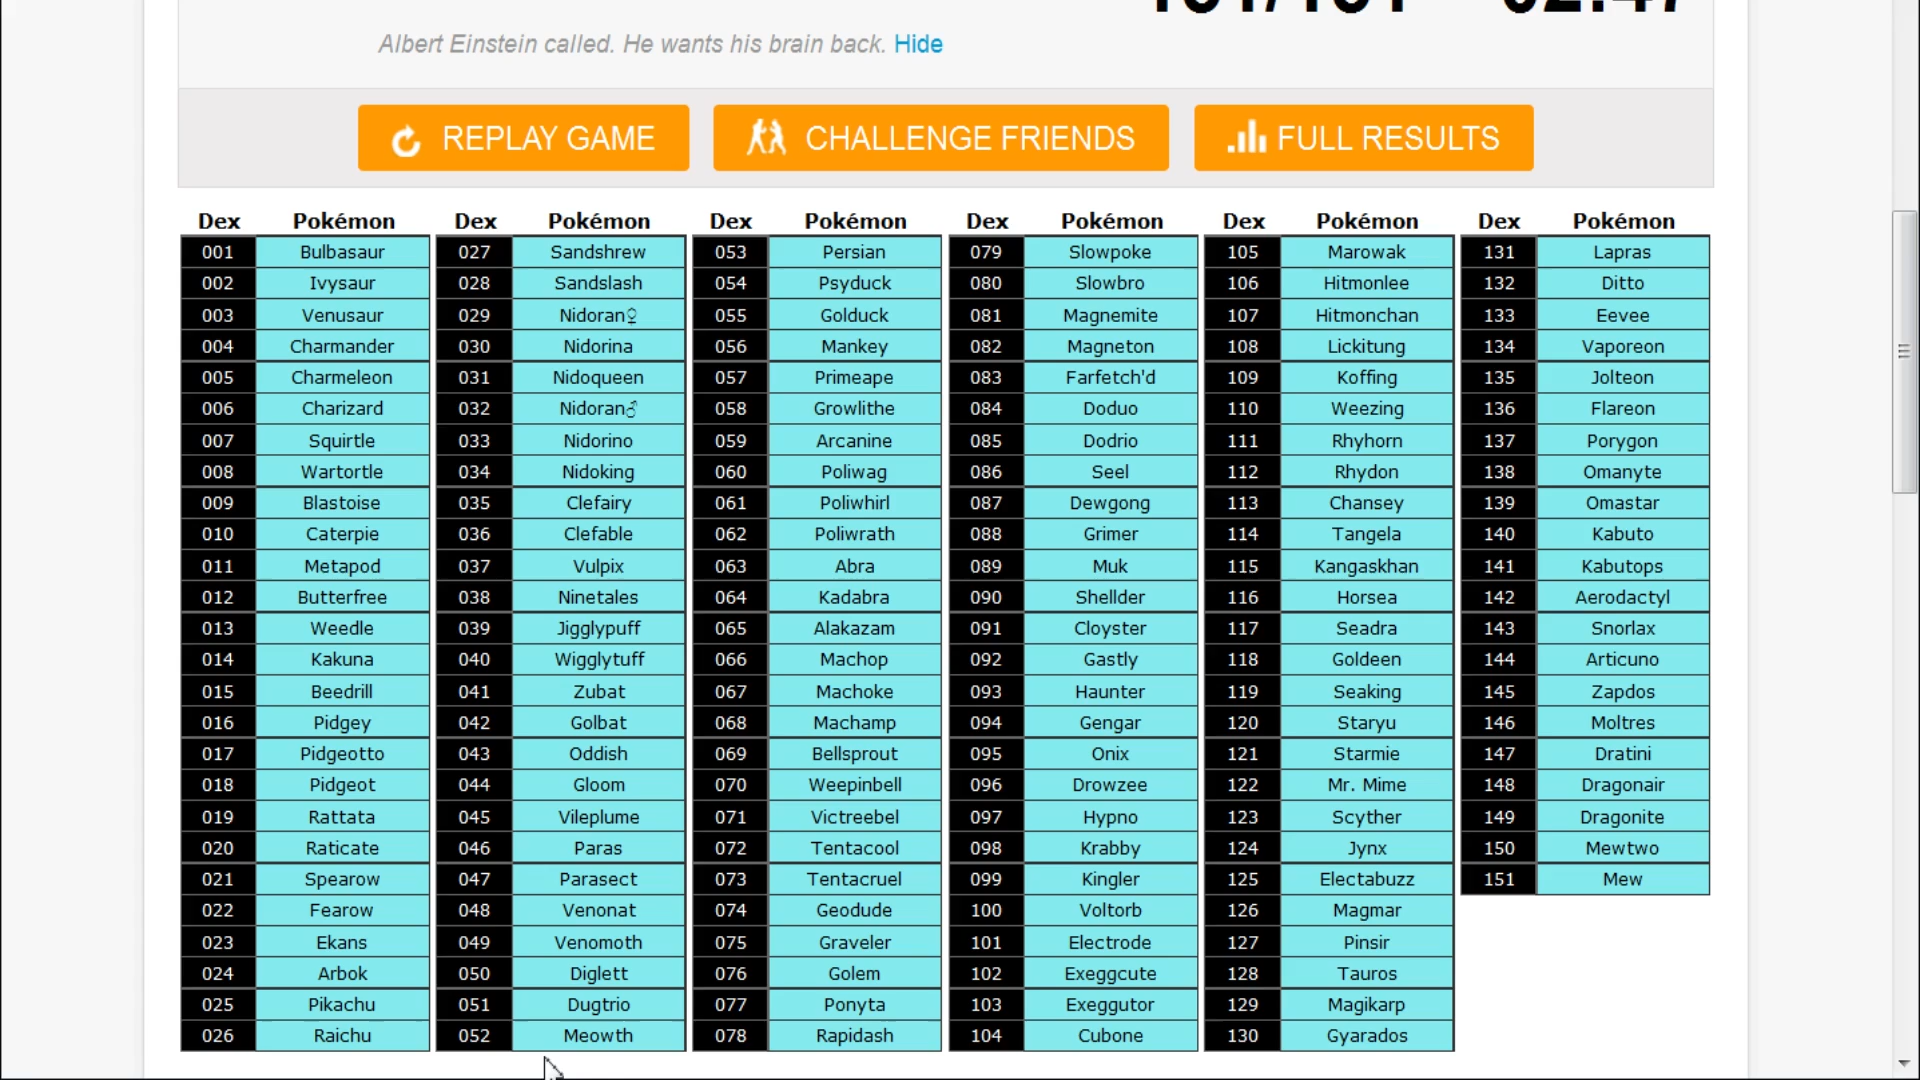 151/151 02:47
Albert Einstein called. He wants his brain back. Hide
REPLAY GAME CHALLENGE FRIENDS FULL RESULTS
Dex Pokémon Dex Pokémon Dex Pokémon Dex Pokémon Dex Pokémon Dex Pokémon
001 Bulbasaur 027 Sandshrew 053 Persian 079 Slowpoke 105 Marowak 131 Lapras
002 Ivysaur 028 Sandslash 054 Psyduck 080 Slowbro 106 Hitmonlee 132 Ditto
003 Venusaur 029 Nidoran♀ 055 Golduck 081 Magnemite 107 Hitmonchan 133 Eevee
004 Charmander 030 Nidorina 056 Mankey 082 Magneton 108 Lickitung 134 Vaporeon
005 Charmeleon 031 Nidoqueen 057 Primeape 083 Farfetch'd 109 Koffing 135 Jolteon
006 Charizard 032 Nidoran♂ 058 Growlithe 084 Doduo 110 Weezing 136 Flareon
007 Squirtle 033 Nidorino 059 Arcanine 085 Dodrio 111 Rhyhorn 137 Porygon
008 Wartortle 034 Nidoking 060 Poliwag 086 Seel 112 Rhydon 138 Omanyte
009 Blastoise 035 Clefairy 061 Poliwhirl 087 Dewgong 113 Chansey 139 Omastar
010 Caterpie 036 Clefable 062 Poliwrath 088 Grimer 114 Tangela 140 Kabuto
011 Metapod 037 Vulpix 063 Abra 089 Muk 115 Kangaskhan 141 Kabutops
012 Butterfree 038 Ninetales 064 Kadabra 090 Shellder 116 Horsea 142 Aerodactyl
013 Weedle 039 Jigglypuff 065 Alakazam 091 Cloyster 117 Seadra 143 Snorlax
014 Kakuna 040 Wigglytuff 066 Machop 092 Gastly 118 Goldeen 144 Articuno
015 Beedrill 041 Zubat 067 Machoke 093 Haunter 119 Seaking 145 Zapdos
016 Pidgey 042 Golbat 068 Machamp 094 Gengar 120 Staryu 146 Moltres
017 Pidgeotto 043 Oddish 069 Bellsprout 095 Onix 121 Starmie 147 Dratini
018 Pidgeot 044 Gloom 070 Weepinbell 096 Drowzee 122 Mr. Mime 148 Dragonair
019 Rattata 045 Vileplume 071 Victreebel 097 Hypno 123 Scyther 149 Dragonite
020 Raticate 046 Paras 072 Tentacool 098 Krabby 124 Jynx 150 Mewtwo
021 Spearow 047 Parasect 073 Tentacruel 099 Kingler 125 Electabuzz 151 Mew
022 Fearow 048 Venonat 074 Geodude 100 Voltorb 126 Magmar
023 Ekans 049 Venomoth 075 Graveler 101 Electrode 127 Pinsir
024 Arbok 050 Diglett 076 Golem 102 Exeggcute 128 Tauros
025 Pikachu 051 Dugtrio 077 Ponyta 103 Exeggutor 129 Magikarp
026 Raichu 052 Meowth 078 Rapidash 104 Cubone 130 Gyarados